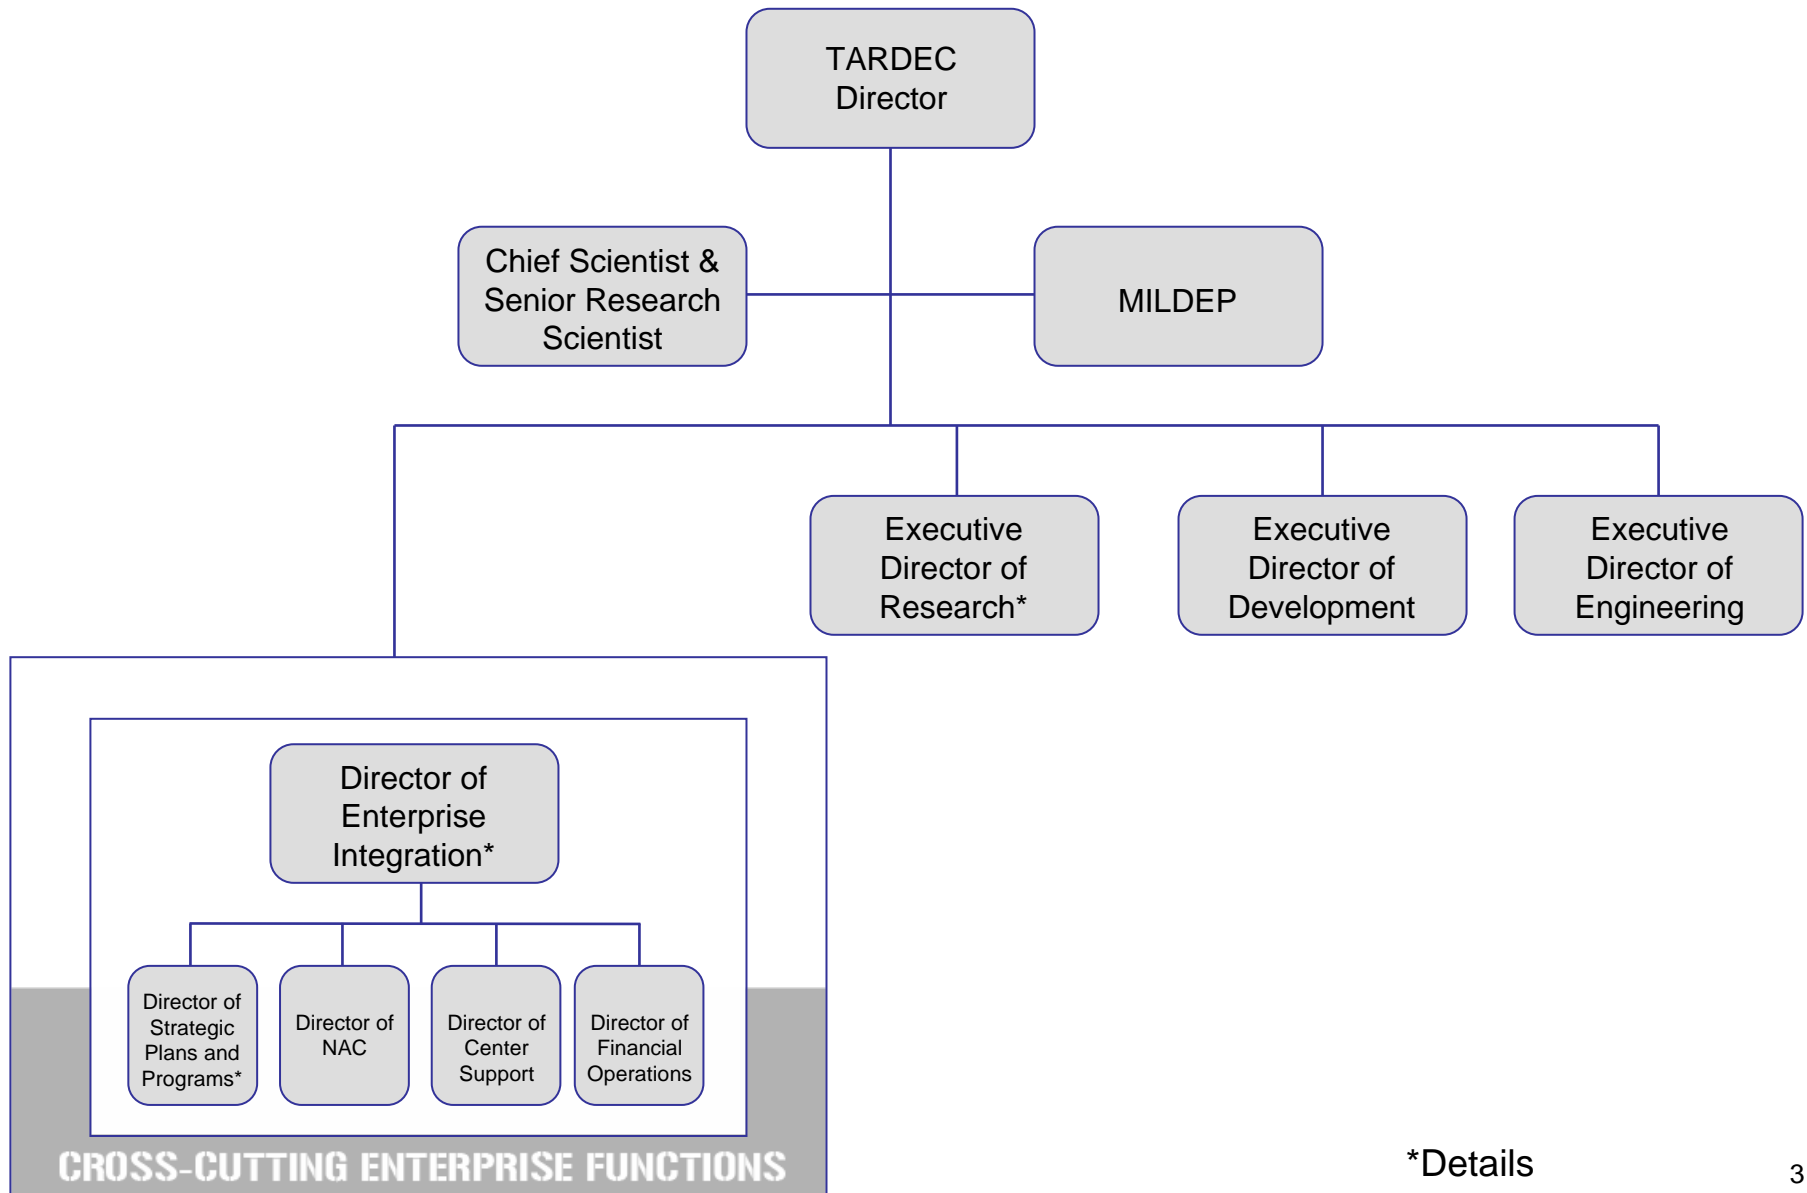 TARDEC
Director
Chief Scientist &
Senior Research
Scientist
MILDEP
Executive
Director of
Research*
Executive
Director of
Development
Executive
Director of
Engineering
Director of
Enterprise
Integration*
Director of
Strategic
Plans and
Programs*
Director of
NAC
Director of
Center
Support
Director of
Financial
Operations
CROSS-CUTTING ENTERPRISE FUNCTIONS
*Details
3